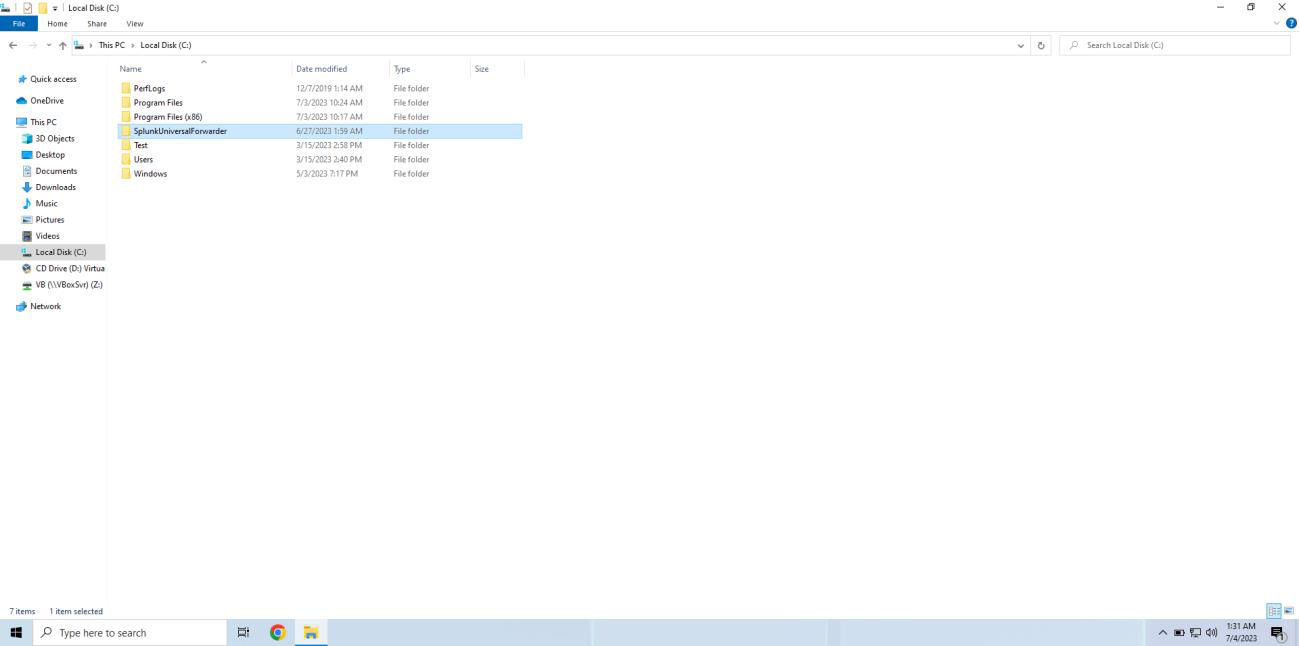 Local Disk (C:)
File Home Share View
This PC Local Disk (C:) Search Local Disk (C:)
Name Date modified Type Size
PerfLogs 12/7/2019 1:14 AM File folder
Program Files 7/3/2023 10:24 AM File folder
Program Files (x86) 7/3/2023 10:17 AM File folder
SplunkUniversalForwarder 6/27/2023 1:59 AM File folder
Test 3/15/2023 2:58 PM File folder
Users 3/15/2023 2:40 PM File folder
Windows 5/3/2023 7:17 PM File folder
Quick access
OneDrive
This PC
3D Objects
Desktop
Documents
Downloads
Music
Pictures
Videos
Local Disk (C:)
CD Drive (D:) Virtua
VB (\\VBoxSvr) (Z:)
Network
7 items 1 item selected
Type here to search
1:31 AM
7/4/2023
1